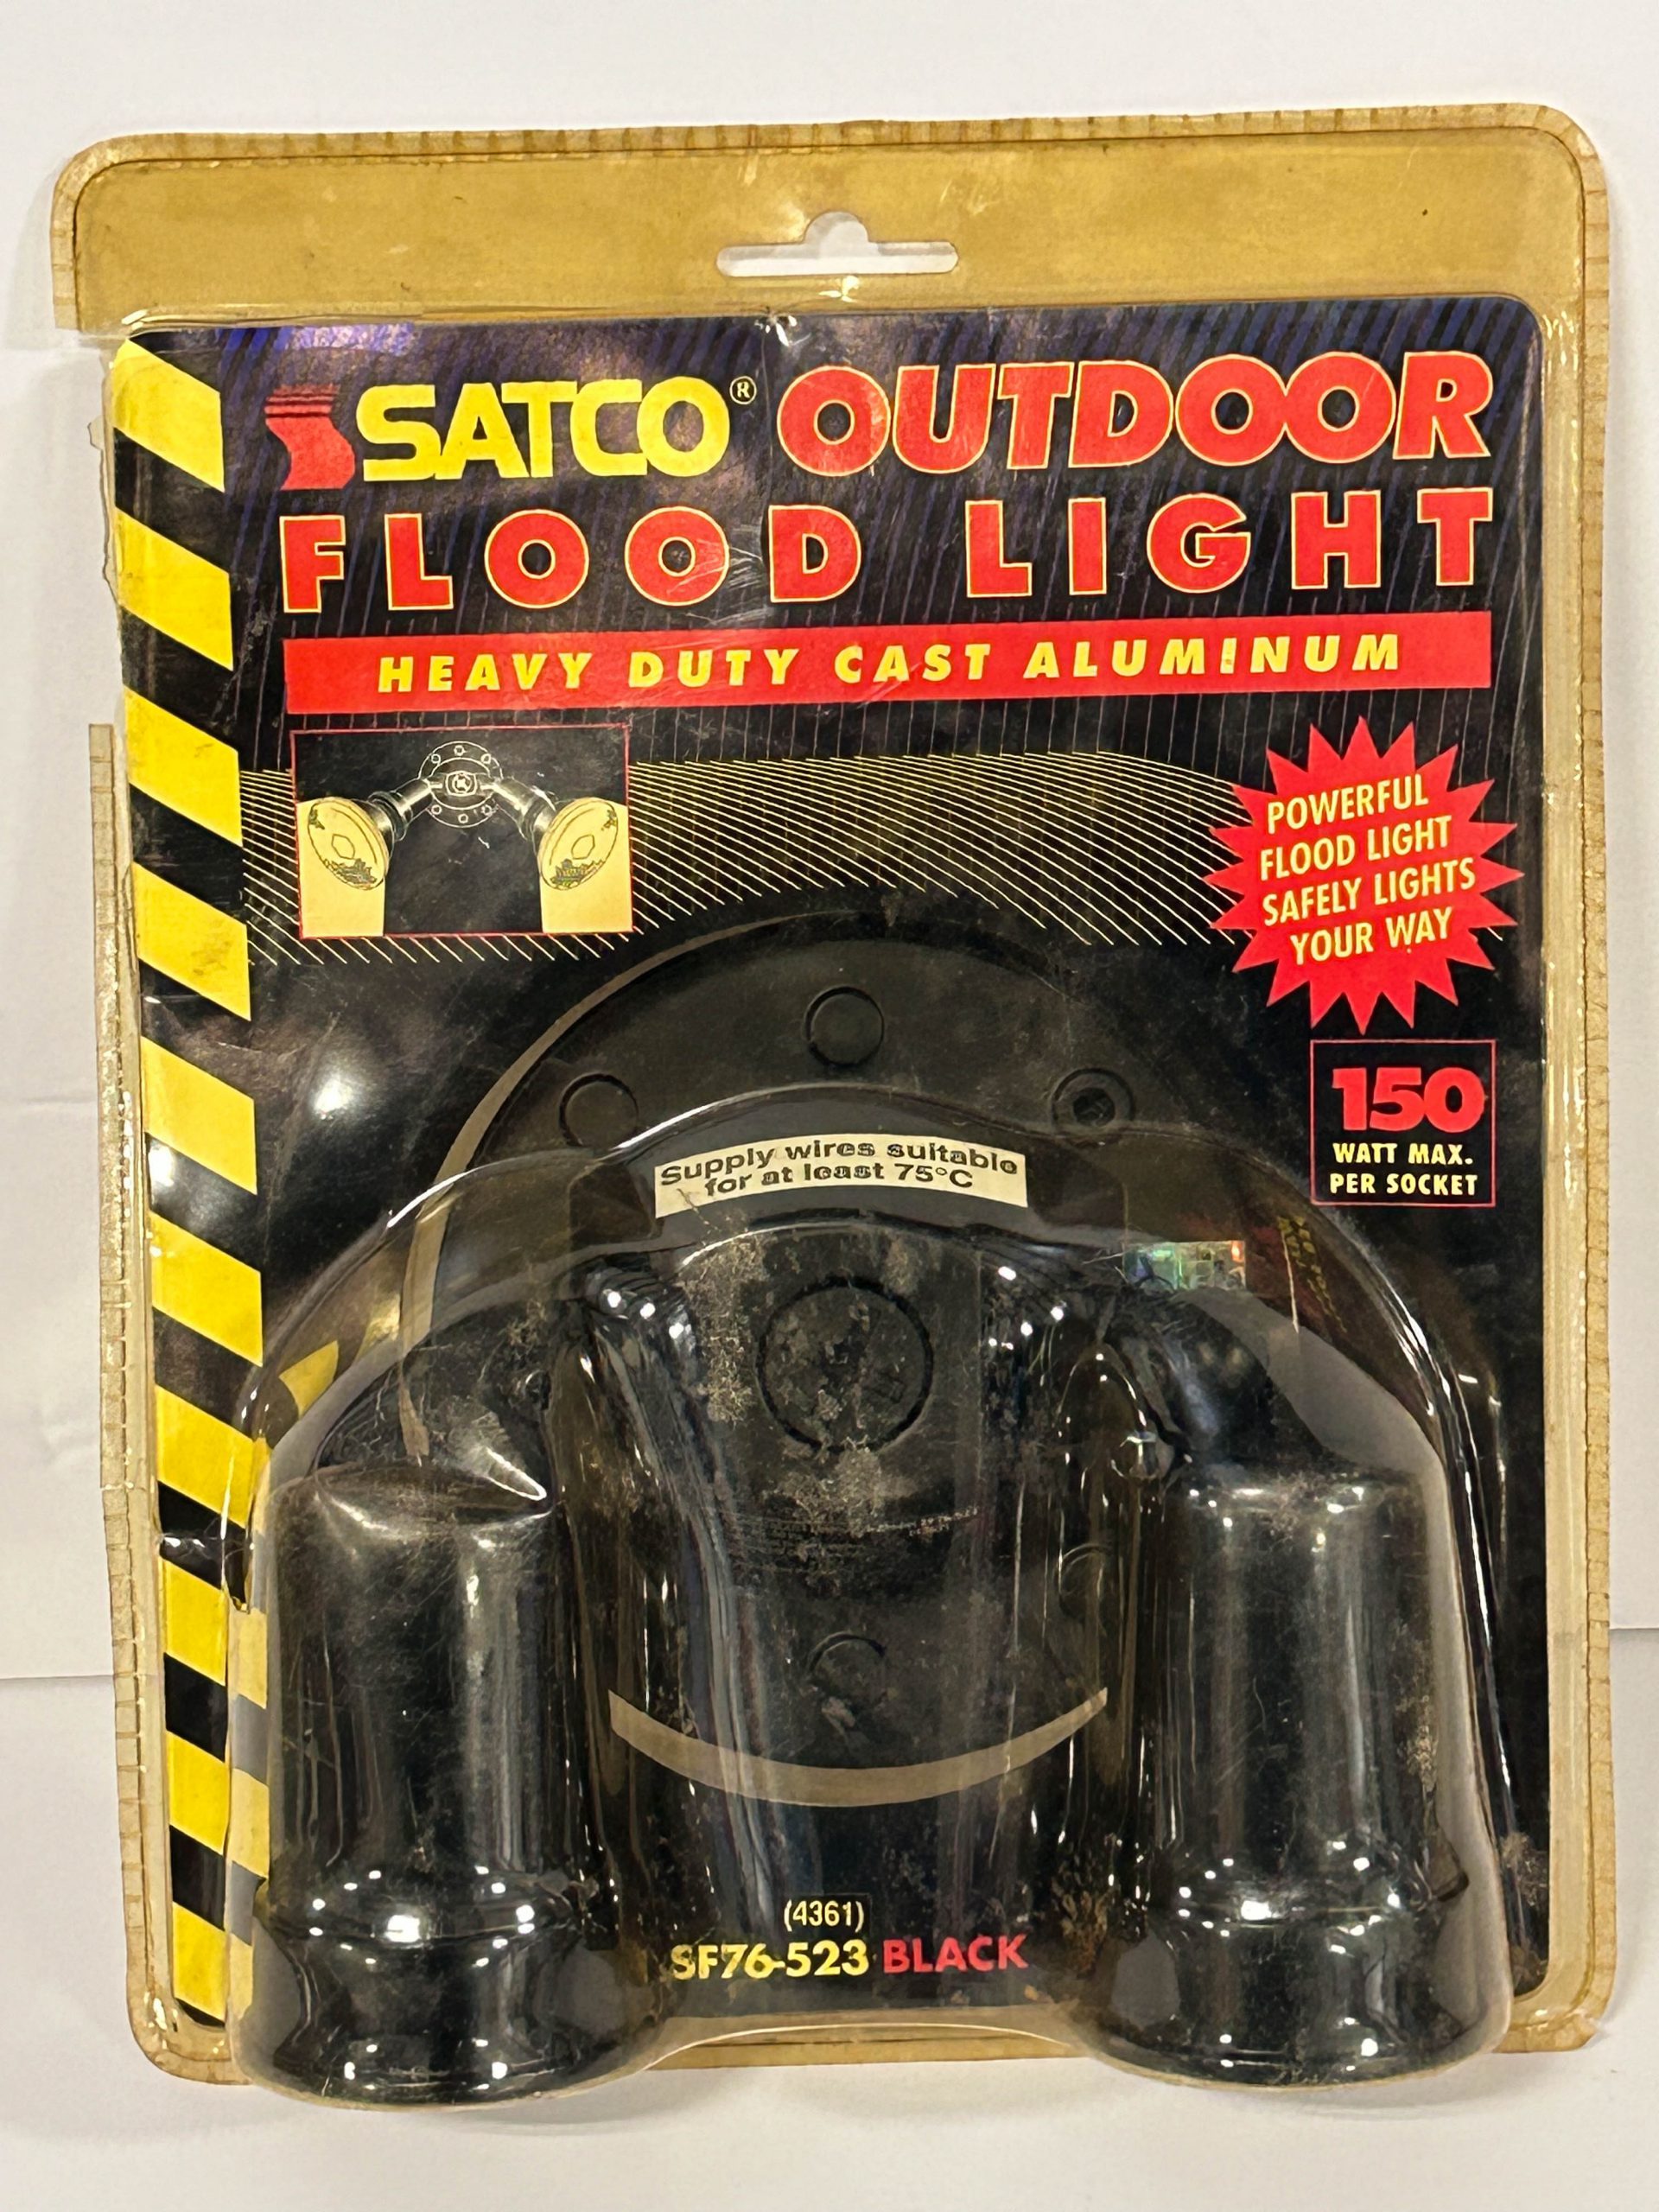 SATCO® OUTDOOR
FLOOD LIGHT
HEAVY DUTY CAST ALUMINUM
POWERFUL
FLOOD LIGHT
SAFELY LIGHTS
YOUR WAY
150
WATT MAX.
PER SOCKET
Supply wires suitable
for at least 75°C
(4361)
SF76-523 BLACK